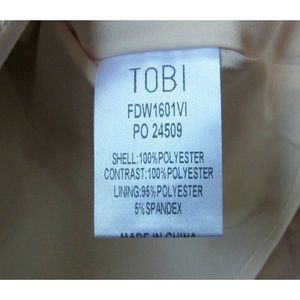 TOBI
FDW1601VI
PO 24509
SHELL:100%POLYESTER
CONTRAST:100%POLYESTER
LINING:95%POLYESTER
5%SPANDEX
MADE IN CHINA